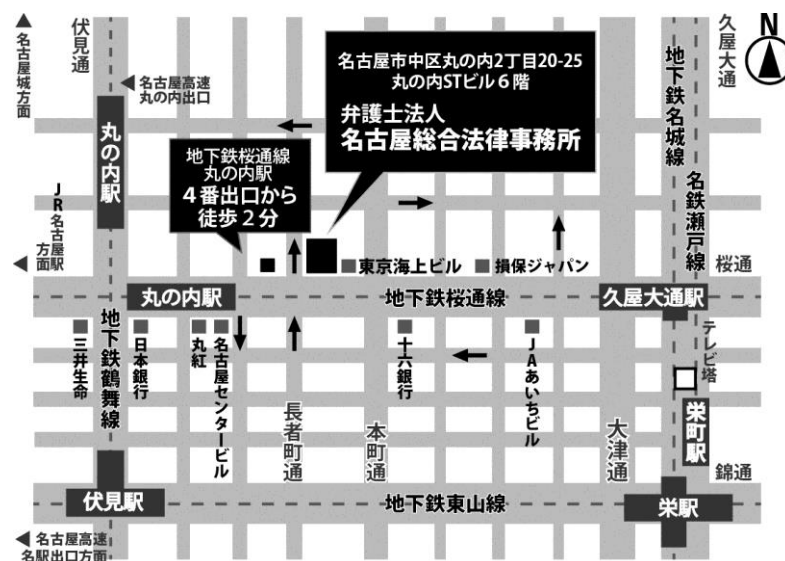 名古屋城方面
伏見通
名古屋高速
丸の内出口
名古屋市中区丸の内2丁目20-25
丸の内STビル6階
弁護士法人
名古屋総合法律事務所
久屋大通
N
地下鉄名城線
名鉄瀬戸線
丸の内駅
地下鉄桜通線
丸の内駅
4番出口から
徒歩2分
JR名古屋駅
方面
東京海上ビル
損保ジャパン
桜通
丸の内駅
地下鉄桜通線
久屋大通駅
三井生命
地下鉄鶴舞線
日本銀行
丸紅
名古屋センタービル
長者町通
本町通
十六銀行
JAあいちビル
大津通
テレビ塔
栄町駅
錦通
伏見駅
地下鉄東山線
栄駅
名古屋高速
名駅出口方面